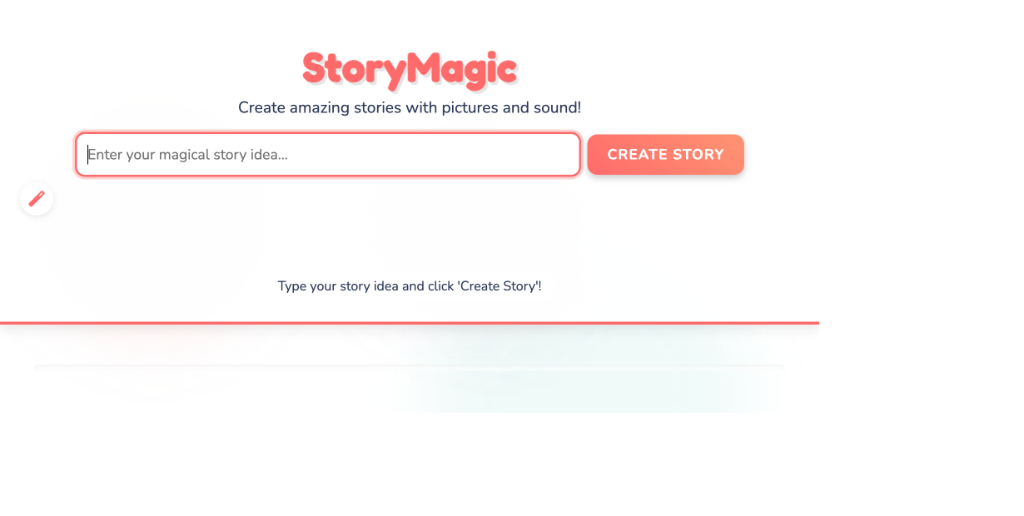 StoryMagic
Create amazing stories with pictures and sound!
Enter your magical story idea...
CREATE STORY
Type your story idea and click 'Create Story'!